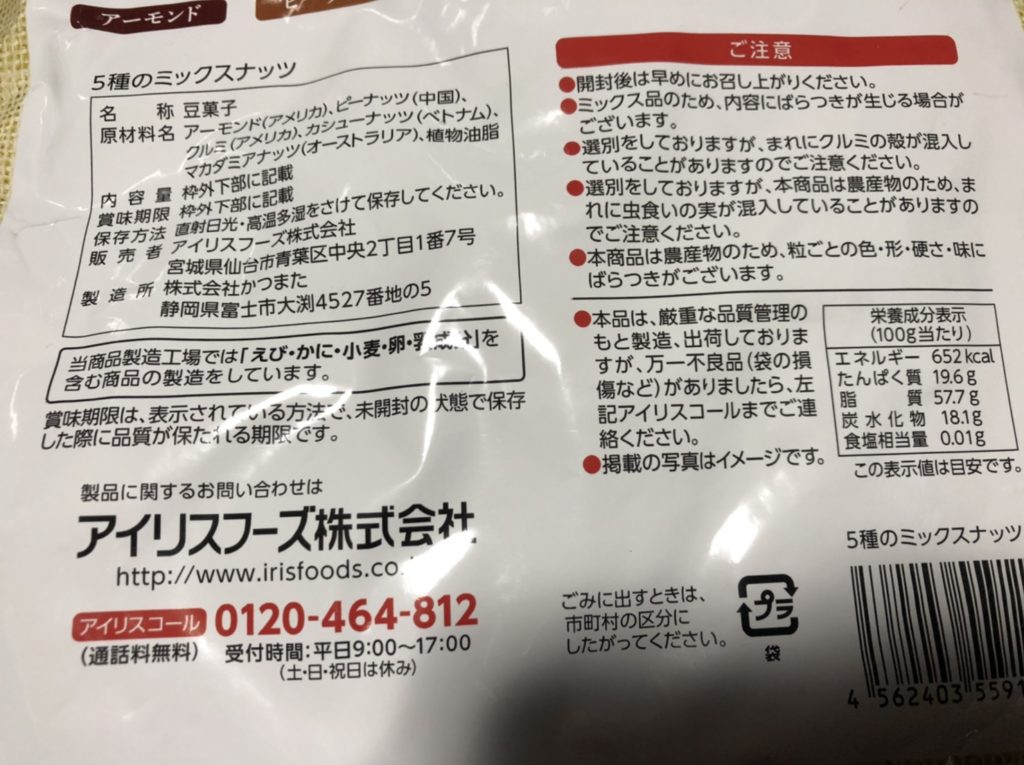 アーモンド
5種のミックスナッツ
名称 豆菓子
原材料名 アーモンド(アメリカ)、ピーナッツ(中国)、
クルミ(アメリカ)、カシューナッツ(ベトナム)、
マカダミアナッツ(オーストラリア)、植物油脂
内容量 枠外下部に記載
賞味期限 枠外下部に記載
保存方法 直射日光・高温多湿をさけて保存してください。
販売者 アイリスフーズ株式会社
宮城県仙台市青葉区中央2丁目1番7号
製造所 株式会社かつまた
静岡県富士市大渕4527番地の5
当商品製造工場では「えび・かに・小麦・卵・乳成分」を
含む商品の製造をしています。
賞味期限は、表示されている方法で、未開封の状態で保存
した際に品質が保たれる期限です。
製品に関するお問い合わせは
アイリスフーズ株式会社
http://www.irisfoods.co.
アイリスコール 0120-464-812
(通話料無料) 受付時間:平日9:00~17:00
(土・日・祝日は休み)
ご注意
●開封後は早めにお召し上がりください。
●ミックス品のため、内容にばらつきが生じる場合が
ございます。
●選別をしておりますが、まれにクルミの殻が混入し
ていることがありますのでご注意ください。
●選別をしておりますが、本商品は農産物のため、ま
れに虫食いの実が混入していることがありますの
でご注意ください。
●本商品は農産物のため、粒ごとの色・形・硬さ・味に
ばらつきがございます。
●本品は、厳重な品質管理の
もと製造、出荷しておりま
すが、万一不良品(袋の損
傷など)がありましたら、左
記アイリスコールまでご連
絡ください。
●掲載の写真はイメージです。
栄養成分表示
(100g当たり)
エネルギー 652kcal
たんぱく質 19.6g
脂質 57.7g
炭水化物 18.1g
食塩相当量 0.01g
この表示値は目安です。
ごみに出すときは、
市町村の区分に
したがってください。
プラ
袋
5種のミックスナッツ
4 562403 5591